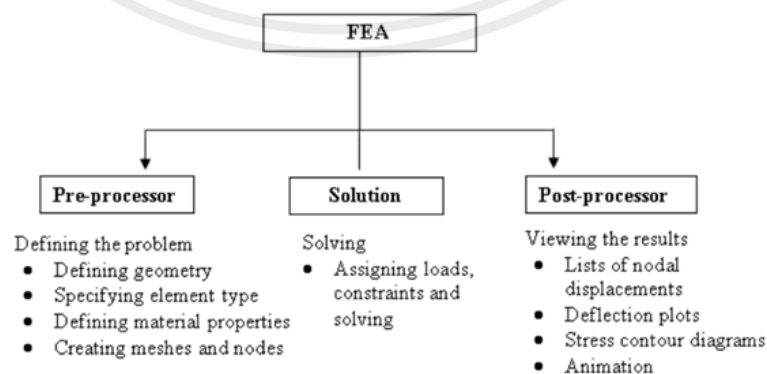 FEA
Pre-processor
Defining the problem
• Defining geometry
• Specifying element type
• Defining material properties
• Creating meshes and nodes
Solution
Solving
• Assigning loads,
constraints and
solving
Post-processor
Viewing the results
• Lists of nodal
displacements
• Deflection plots
• Stress contour diagrams
• Animation